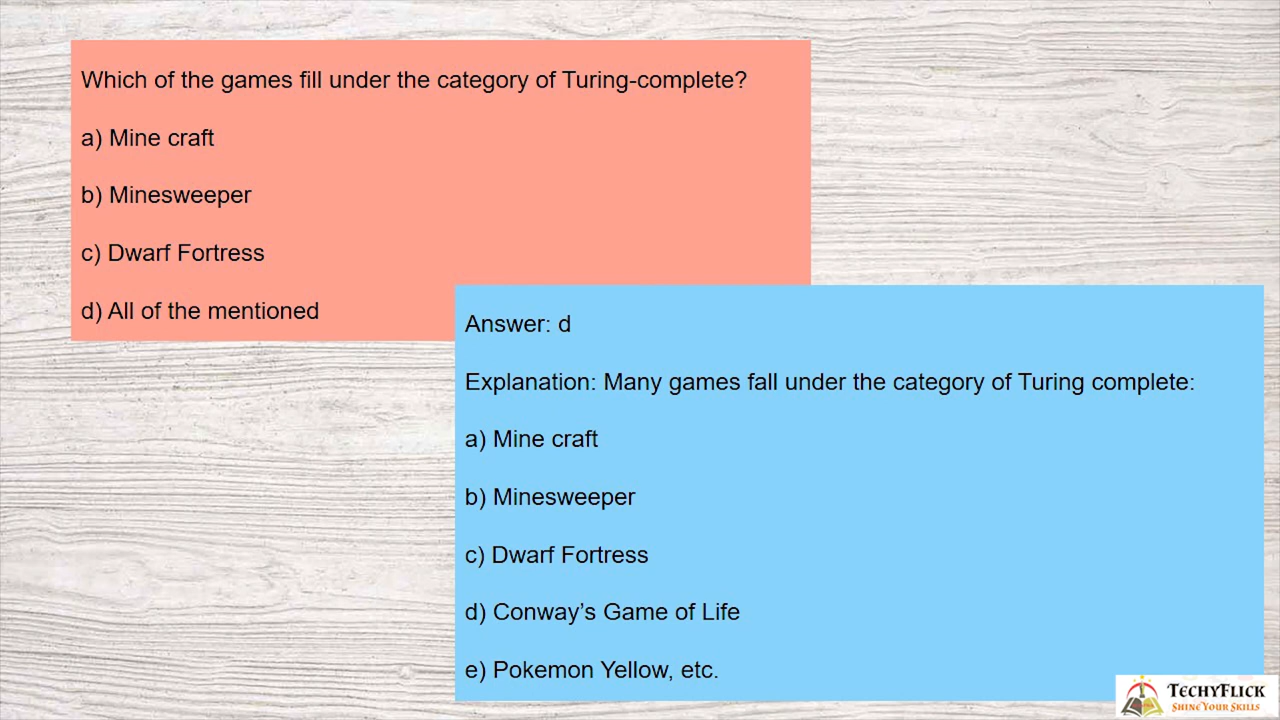 Which of the games fill under the category of Turing-complete?
a) Mine craft
b) Minesweeper
c) Dwarf Fortress
d) All of the mentioned
Answer: d
Explanation: Many games fall under the category of Turing complete:
a) Mine craft
b) Minesweeper
c) Dwarf Fortress
d) Conway’s Game of Life
e) Pokemon Yellow, etc.
TECHYFLICK
SHINE YOUR SKILLS